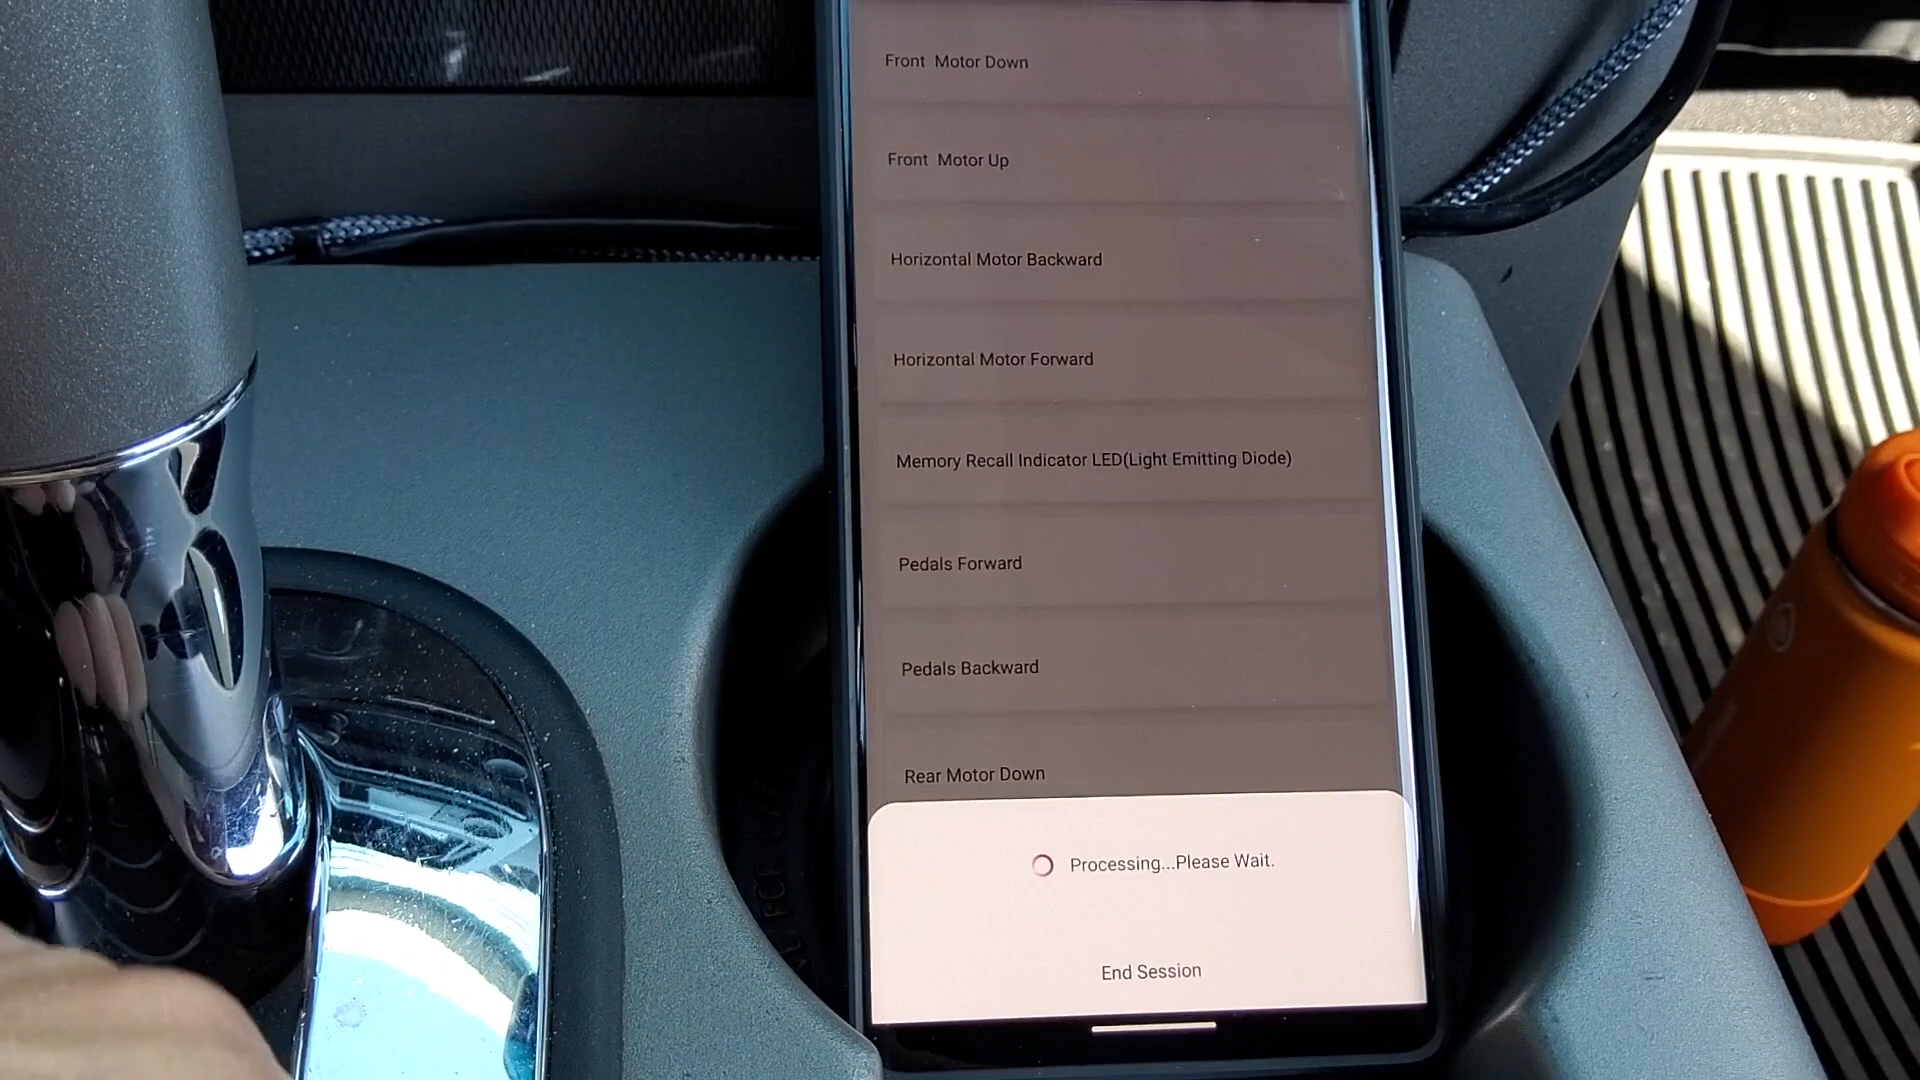 Front  Motor Down
Front  Motor Up
Horizontal Motor Backward
Horizontal Motor Forward
Memory Recall Indicator LED(Light Emitting Diode)
Pedals Forward
Pedals Backward
Rear Motor Down
Processing...Please Wait.
End Session